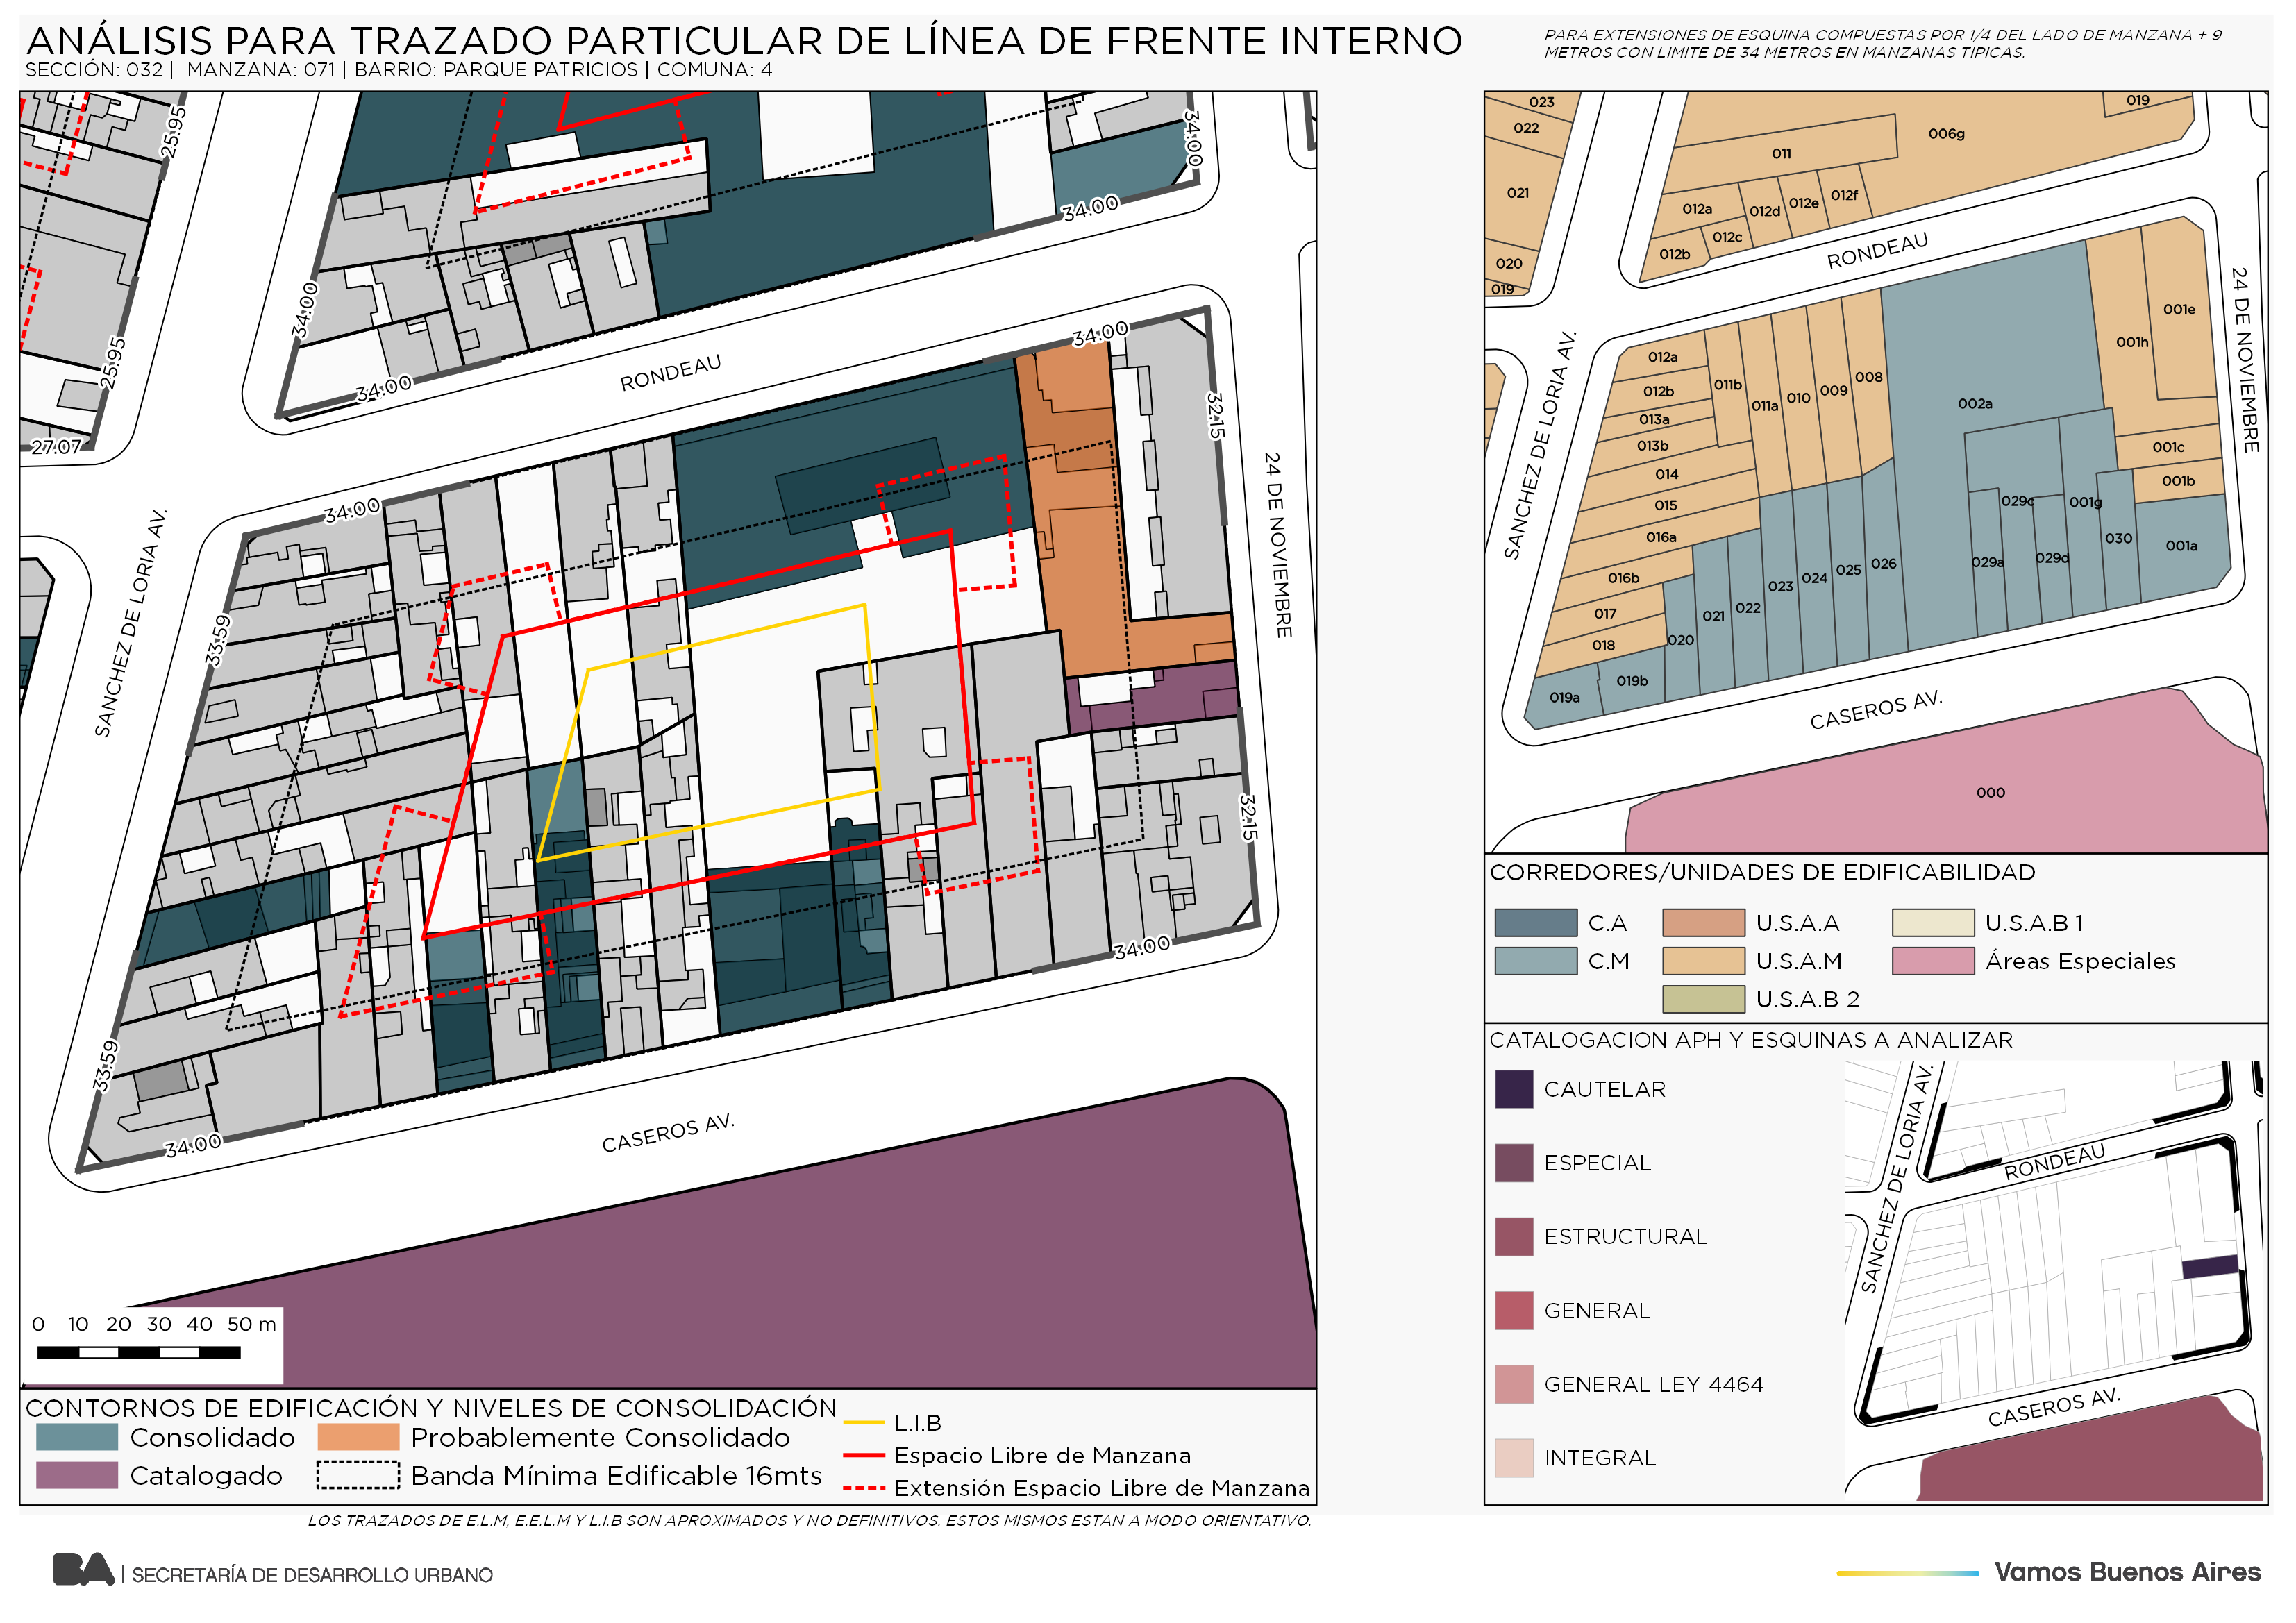 ANÁLISIS PARA TRAZADO PARTICULAR DE LÍNEA DE FRENTE INTERNO
SECCIÓN: 032 | MANZANA: 071 | BARRIO: PARQUE PATRICIOS | COMUNA: 4
PARA EXTENSIONES DE ESQUINA COMPUESTAS POR 1/4 DEL LADO DE MANZANA + 9
METROS CON LIMITE DE 34 METROS EN MANZANAS TIPICAS.
25.95
34.00
34.00
34.00
25.95
34.00
27.07
RONDEAU
34.00
32.15
24 DE NOVIEMBRE
34.00
SANCHEZ DE LORIA AV.
33.59
32.15
34.00
33.59
34.00
CASEROS AV.
0 10 20 30 40 50 m
CONTORNOS DE EDIFICACIÓN Y NIVELES DE CONSOLIDACIÓN
Consolidado
Probablemente Consolidado
Catalogado
Banda Mínima Edificable 16mts
L.I.B
Espacio Libre de Manzana
Extensión Espacio Libre de Manzana
LOS TRAZADOS DE E.L.M, E.E.L.M Y L.I.B SON APROXIMADOS Y NO DEFINITIVOS. ESTOS MISMOS ESTAN A MODO ORIENTATIVO.
023
022
021
020
019
019
006g
011
012a
012b
012c
012d
012e
012f
RONDEAU
24 DE NOVIEMBRE
SANCHEZ DE LORIA AV.
012a
012b
013a
013b
014
015
016a
016b
017
018
019a
019b
011b
011a
010
009
008
002a
001h
001e
001c
001b
001a
001g
029c
029a
029d
030
020
021
022
023
024
025
026
CASEROS AV.
000
CORREDORES/UNIDADES DE EDIFICABILIDAD
C.A
U.S.A.A
U.S.A.B 1
C.M
U.S.A.M
Áreas Especiales
U.S.A.B 2
CATALOGACION APH Y ESQUINAS A ANALIZAR
CAUTELAR
ESPECIAL
ESTRUCTURAL
GENERAL
GENERAL LEY 4464
INTEGRAL
SANCHEZ DE LORIA AV.
RONDEAU
CASEROS AV.
BA | SECRETARÍA DE DESARROLLO URBANO
Vamos Buenos Aires